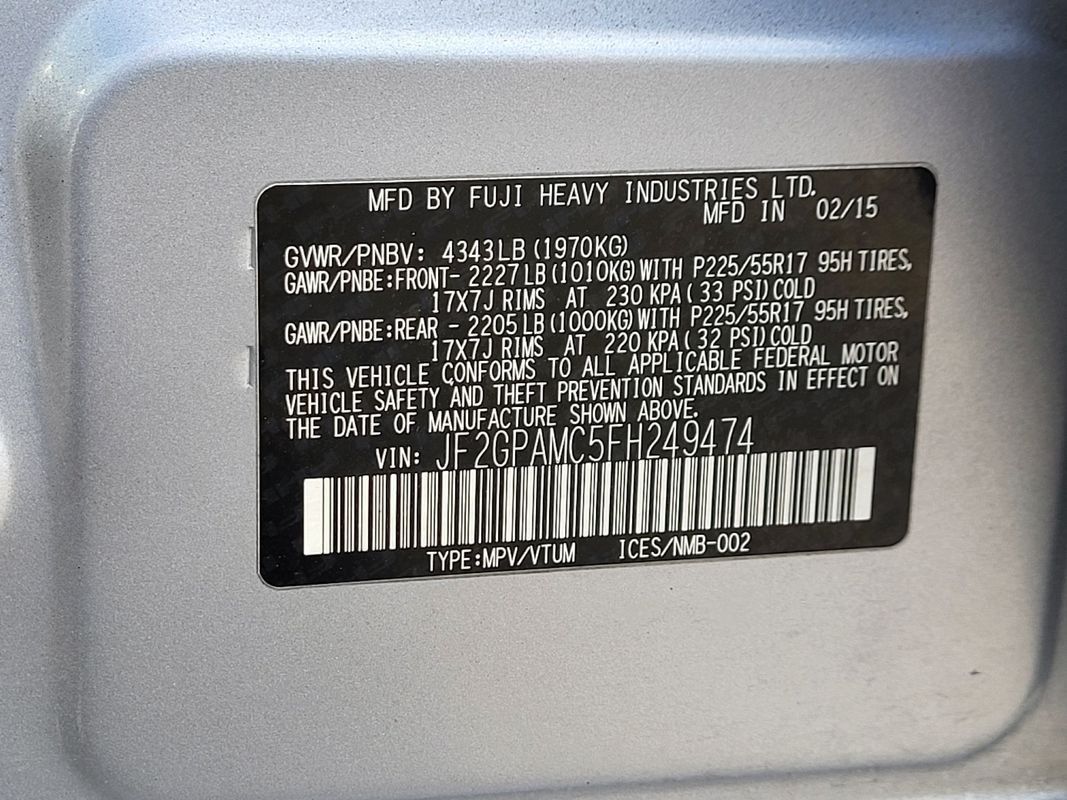 MFD BY FUJI HEAVY INDUSTRIES LTD.
MFD IN 02/15
GVWR/PNBV: 4343LB (1970KG)
GAWR/PNBE:FRONT- 2227LB (1010KG) WITH P225/55R17 95H TIRES,
17X7J RIMS AT 230 KPA ( 33 PSI) COLD
GAWR/PNBE:REAR - 2205LB (1000KG) WITH P225/55R17 95H TIRES,
17X7J RIMS AT 220 KPA ( 32 PSI) COLD
THIS VEHICLE CONFORMS TO ALL APPLICABLE FEDERAL MOTOR
VEHICLE SAFETY AND THEFT PREVENTION STANDARDS IN EFFECT ON
THE DATE OF MANUFACTURE SHOWN ABOVE.
VIN: JF2GPAMC5FH249474
TYPE:MPV/VTUM ICES/NMB-002